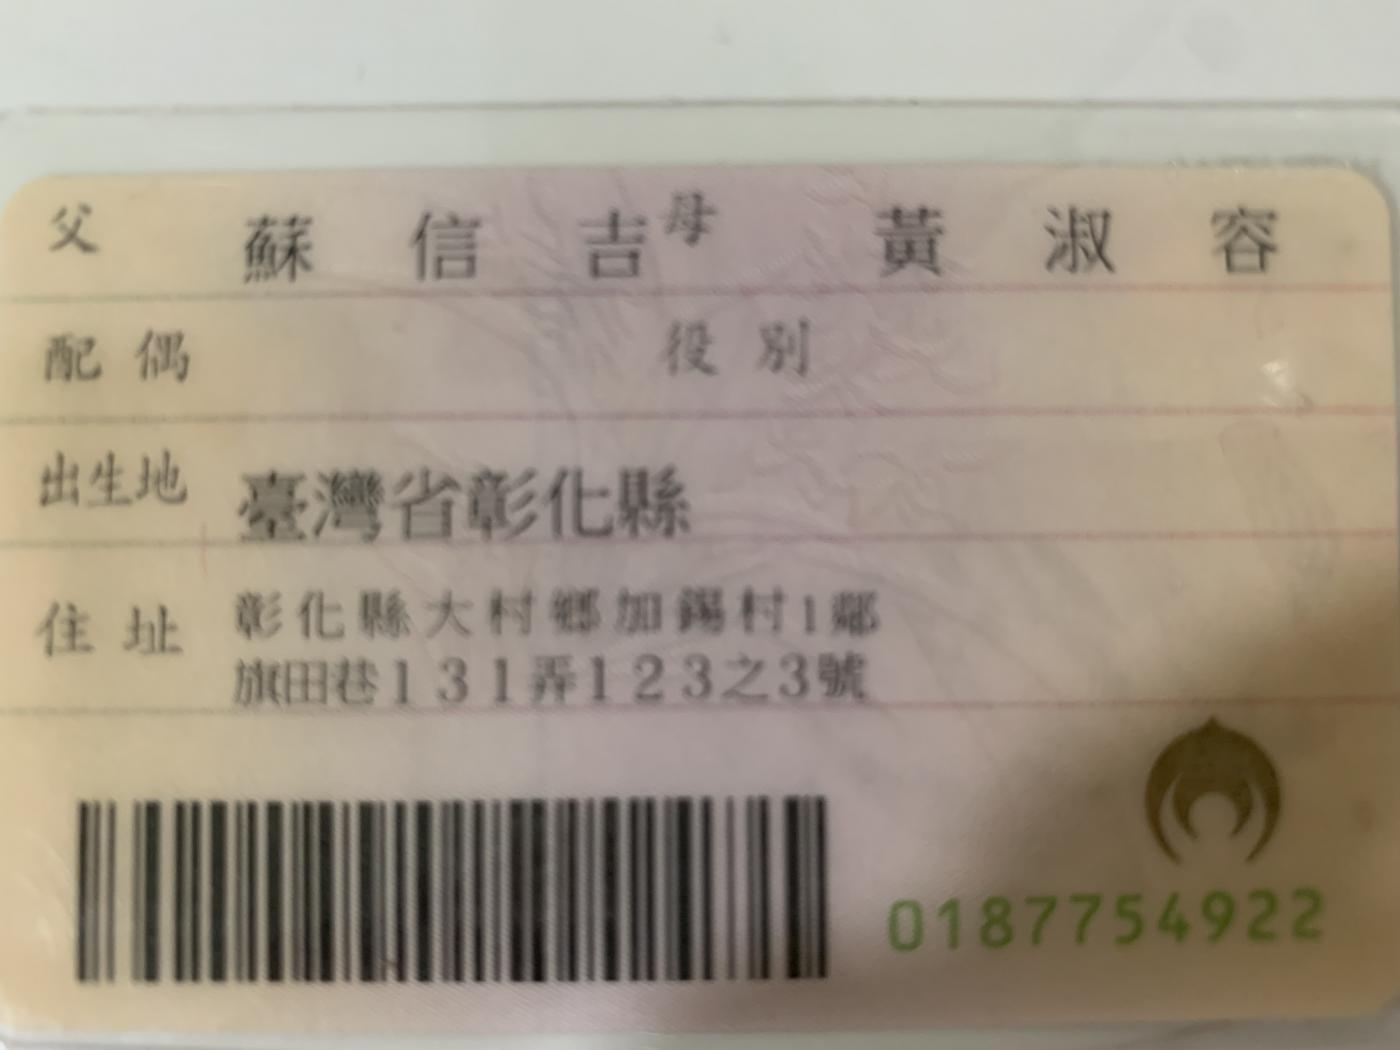 父 蘇信吉 母 黃淑容
配偶 役別
出生地 臺灣省彰化縣
住址 彰化縣大村鄉加錫村1鄰
旗田巷131弄123之3號
0187754922